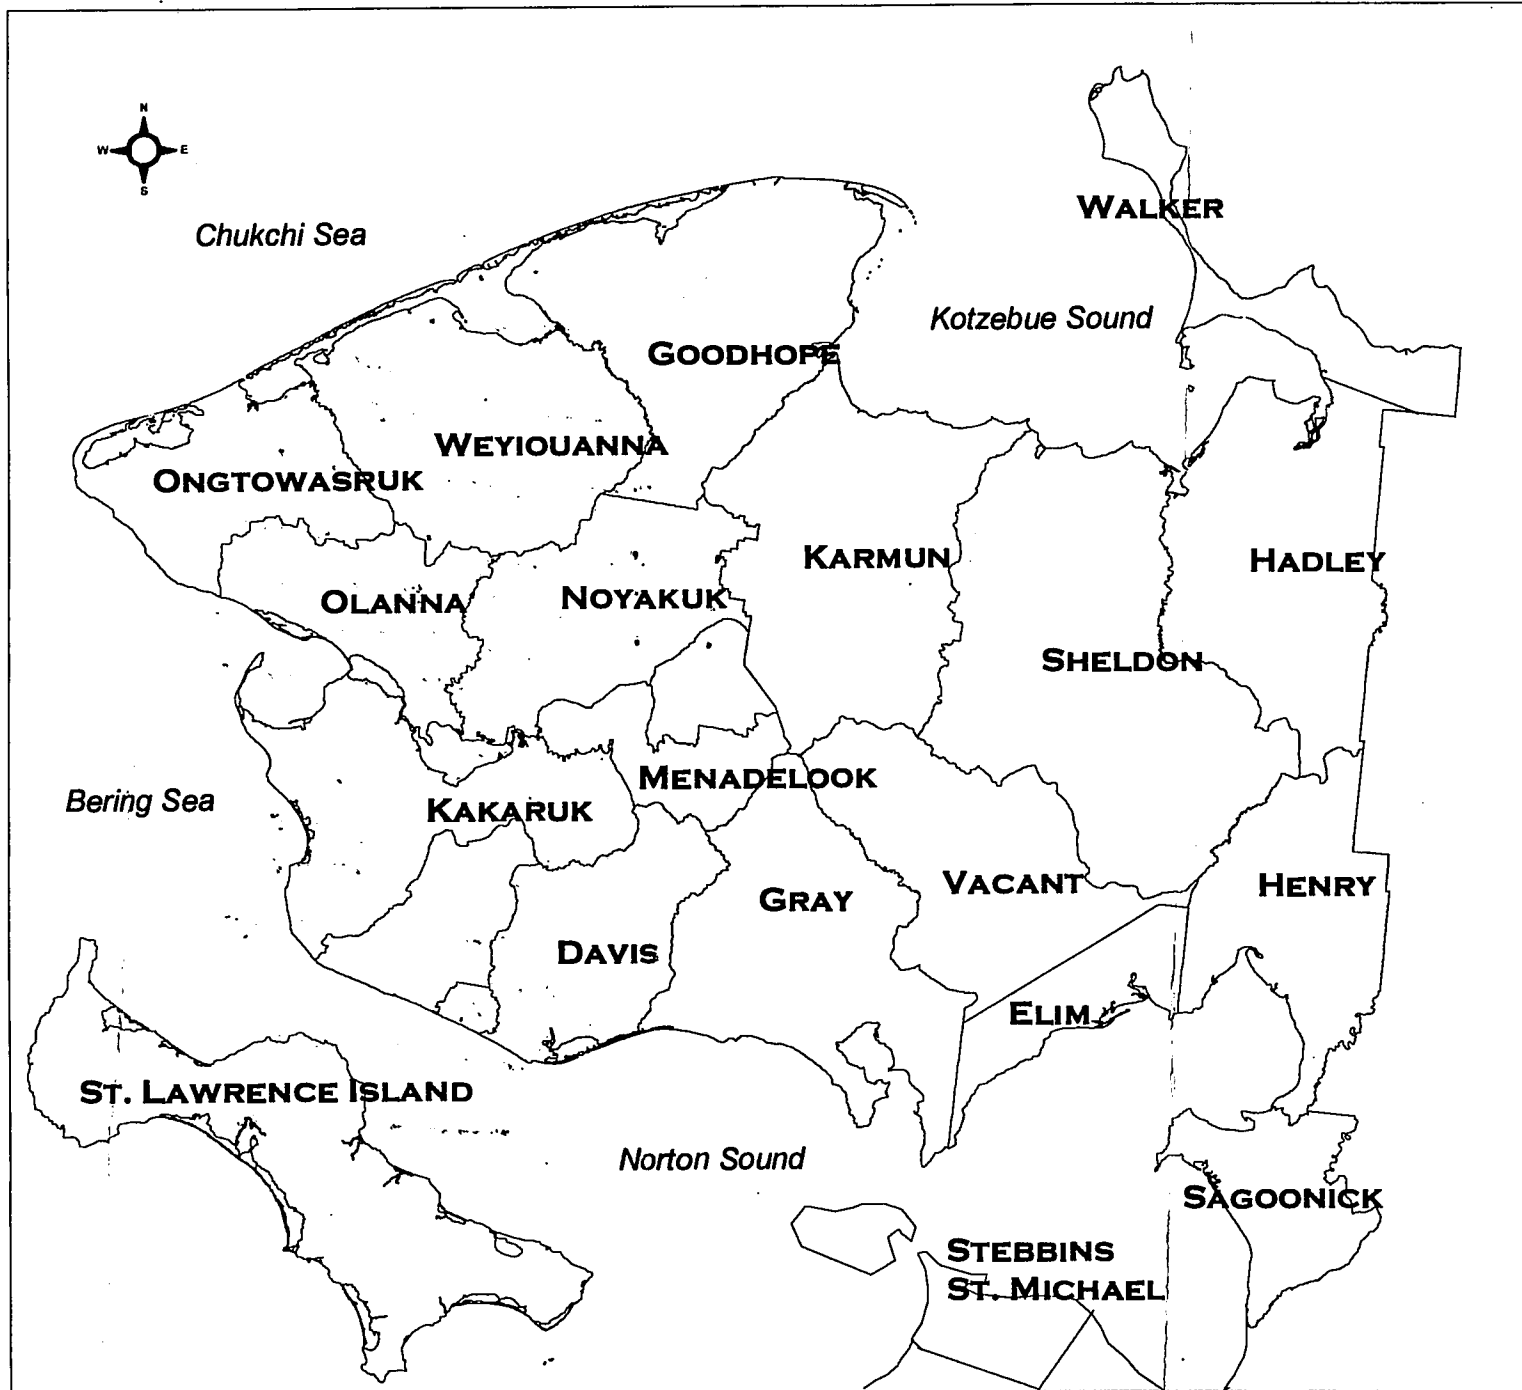 N
W E
S
WALKER
Chukchi Sea
Kotzebue Sound
GOODHOPE
WEYIOUANNA
ONGTOWASRUK
KARMUN
HADLEY
OLANNA
NOYAKUK
SHELDON
MENADELOOK
Bering Sea
KAKARUK
VACANT
HENRY
GRAY
DAVIS
ELIM
ST. LAWRENCE ISLAND
Norton Sound
SAGOONICK
STEBBINS
ST. MICHAEL